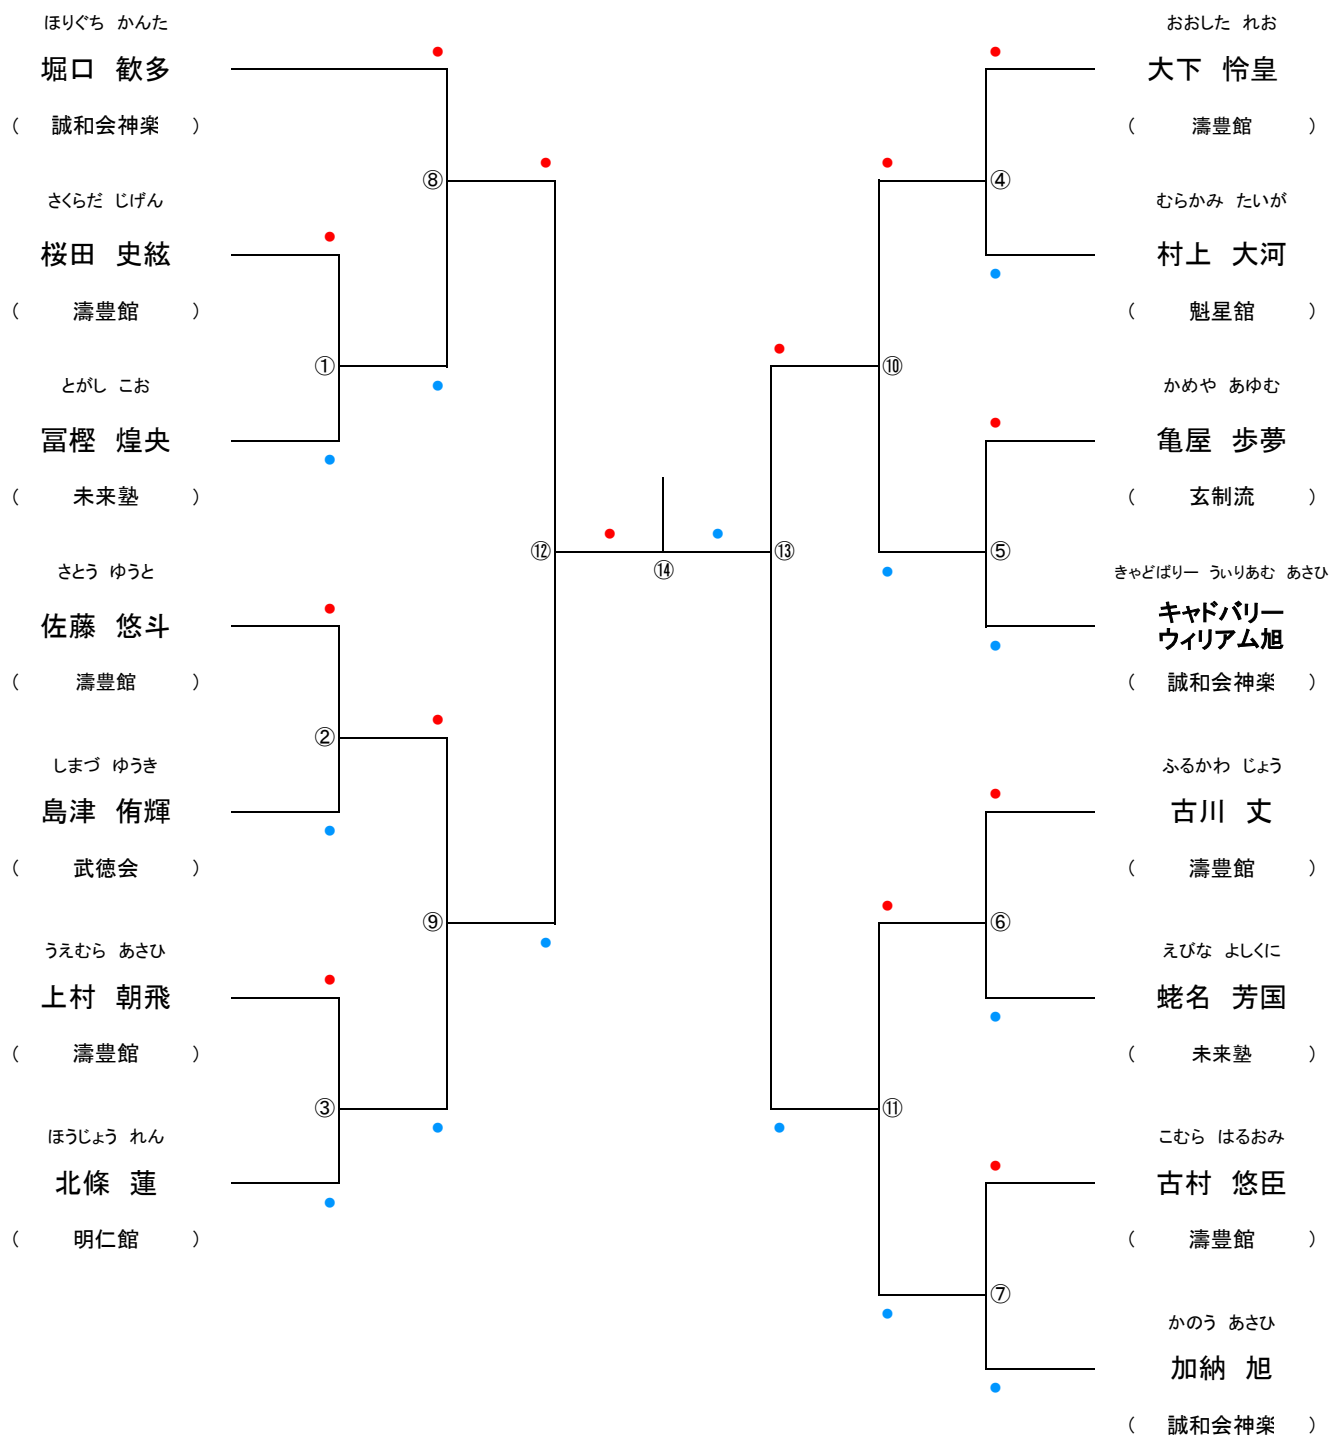 ほりぐち かんた
堀口 歓多
( 誠和会神楽 )
⑧
さくらだ じげん
桜田 史絃
( 濤豊館 )
①
とがし こお
冨樫 煌央
( 未来塾 )
⑫
さとう ゆうと
佐藤 悠斗
( 濤豊館 )
②
しまづ ゆうき
島津 侑輝
( 武徳会 )
⑨
うえむら あさひ
上村 朝飛
( 濤豊館 )
③
ほうじょう れん
北條 蓮
( 明仁館 )
⑭
おおした れお
大下 怜皇
( 濤豊館 )
④
むらかみ たいが
村上 大河
( 魁星舘 )
⑩
かめや あゆむ
亀屋 歩夢
( 玄制流 )
⑬
⑤
きゃどばりー うぃりあむ あさひ
キャドバリー
ウィリアム旭
( 誠和会神楽 )
ふるかわ じょう
古川 丈
( 濤豊館 )
⑥
えびな よしくに
蛯名 芳国
( 未来塾 )
⑪
こむら はるおみ
古村 悠臣
( 濤豊館 )
⑦
かのう あさひ
加納 旭
( 誠和会神楽 )